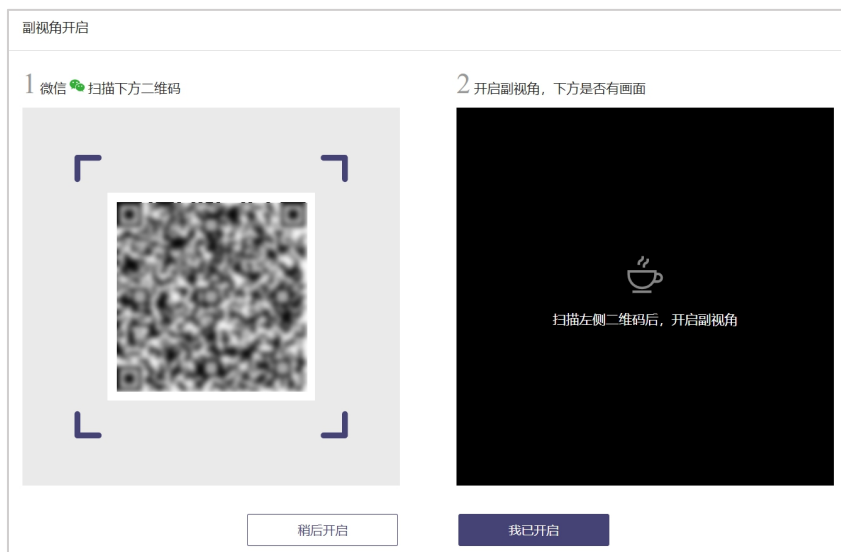 副视角开启
1 微信 扫描下方二维码
2 开启副视角，下方是否有画面
扫描左侧二维码后，开启副视角
稍后开启
我已开启